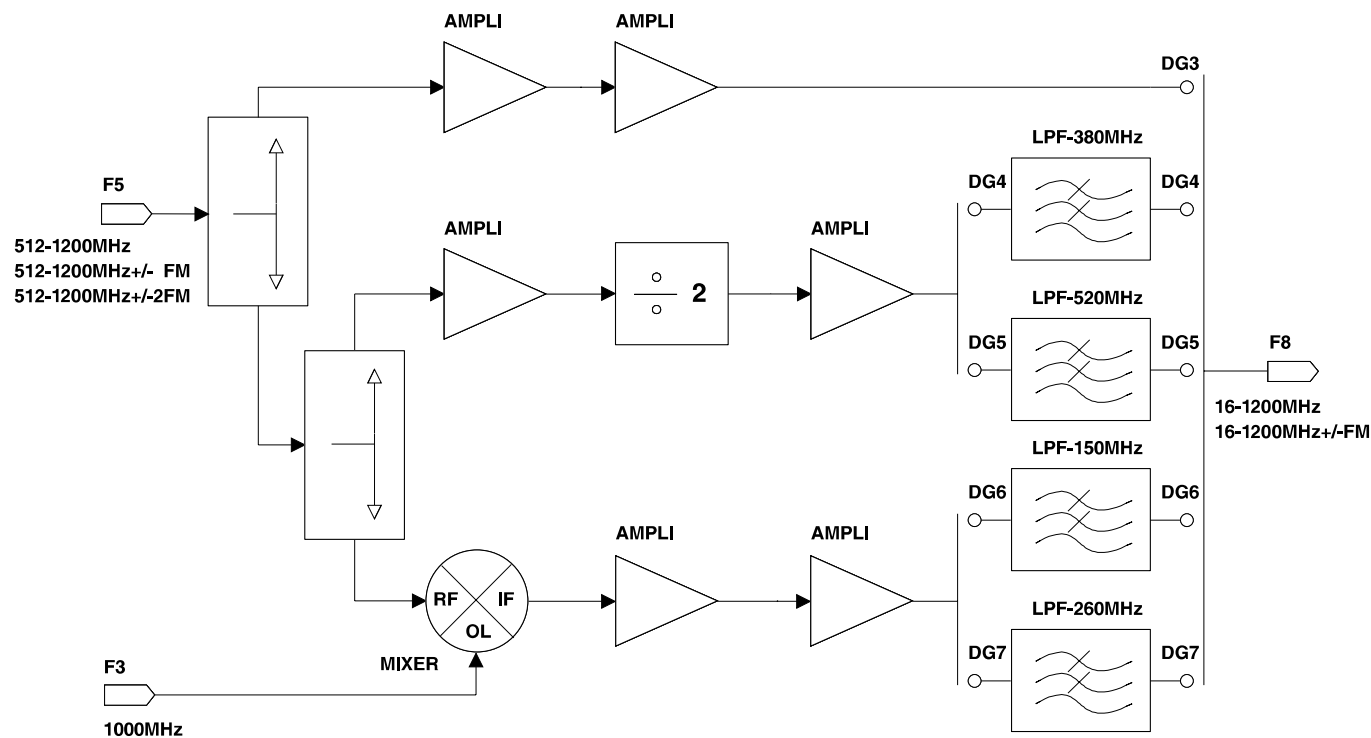 AMPLI
AMPLI
DG3
LPF-380MHz
F5
DG4
DG4
512-1200MHz
512-1200MHz+/- FM
512-1200MHz+/-2FM
AMPLI
2
AMPLI
LPF-520MHz
DG5
DG5
F8
16-1200MHz
16-1200MHz+/-FM
LPF-150MHz
DG6
DG6
AMPLI
AMPLI
RF
IF
OL
MIXER
LPF-260MHz
DG7
DG7
F3
1000MHz